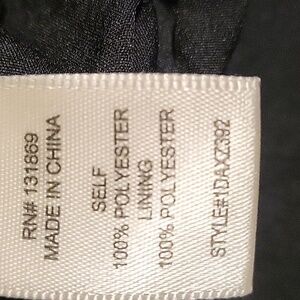 RN# 131869
MADE IN CHINA
SELF
100% POLYESTER
LINING
100% POLYESTER
STYLE#1DAXZ392